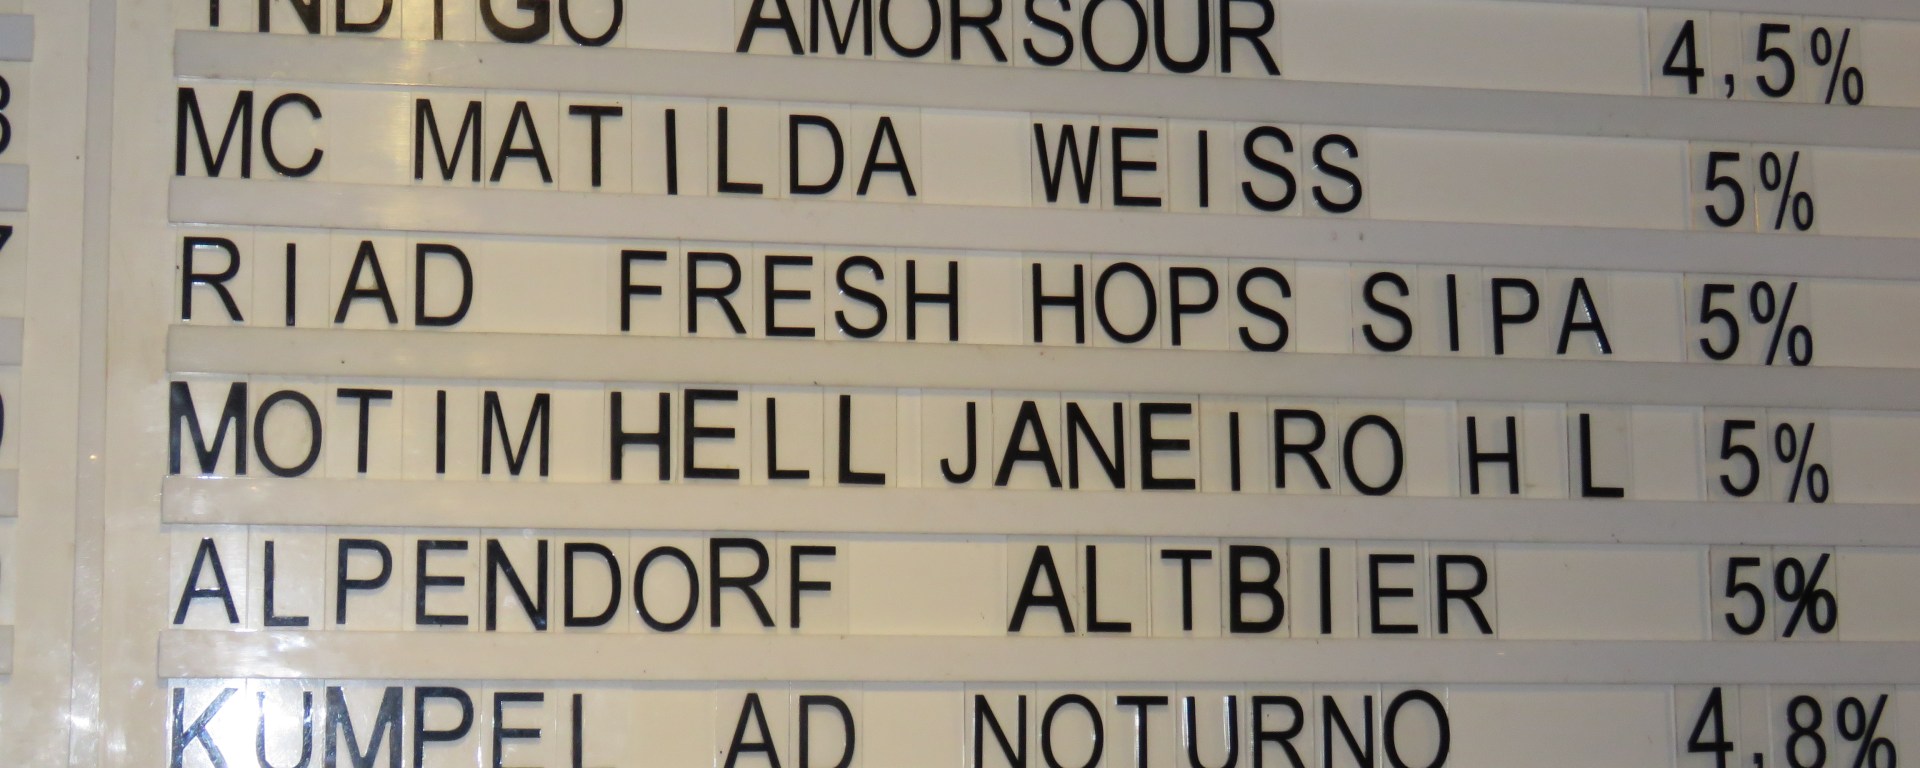 INDIGO AMORSOUR 4,5%
MC MATILDA WEISS 5%
RIAD FRESH HOPS SIPA 5%
MOTIM HELL JANEIRO HL 5%
ALPENDORF ALTBIER 5%
KUMPEL AD NOTURNO 4,8%